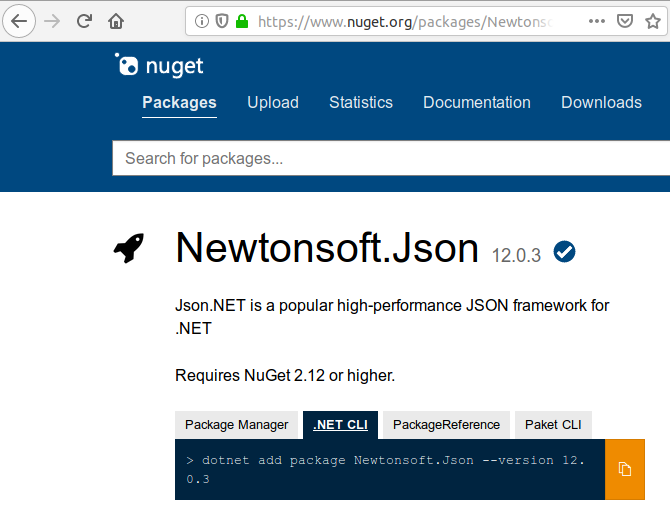 https://www.nuget.org/packages/Newtons
nuget
Packages Upload Statistics Documentation Downloads
Search for packages...
Newtonsoft.Json 12.0.3
Json.NET is a popular high-performance JSON framework for
.NET
Requires NuGet 2.12 or higher.
Package Manager .NET CLI PackageReference Paket CLI
> dotnet add package Newtonsoft.Json --version 12.
0.3